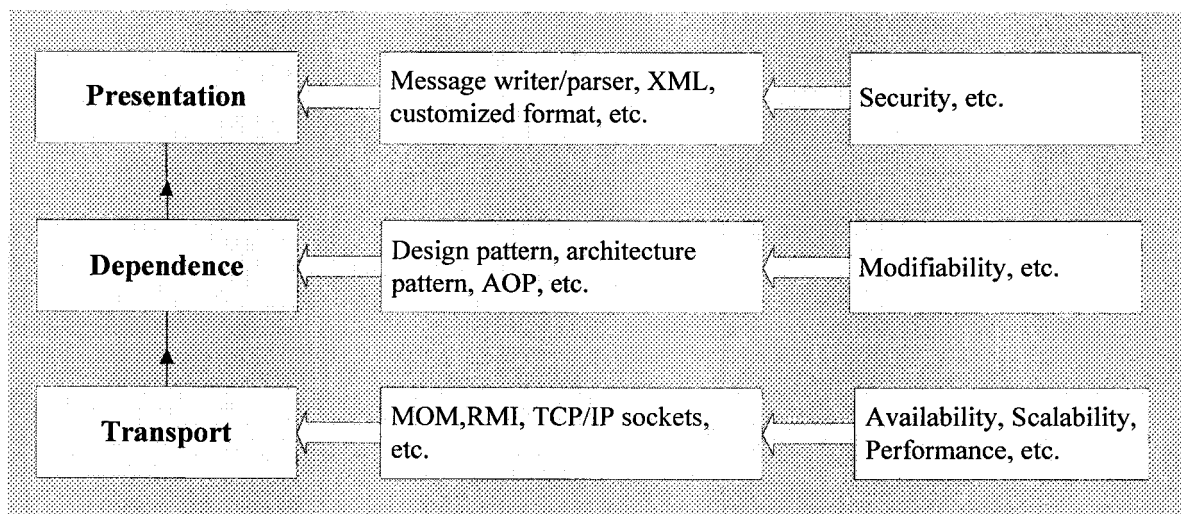 Presentation
Message writer/parser, XML,
customized format, etc.
Security, etc.
Dependence
Design pattern, architecture
pattern, AOP, etc.
Modifiability, etc.
Transport
MOM,RMI, TCP/IP sockets,
etc.
Availability, Scalability,
Performance, etc.